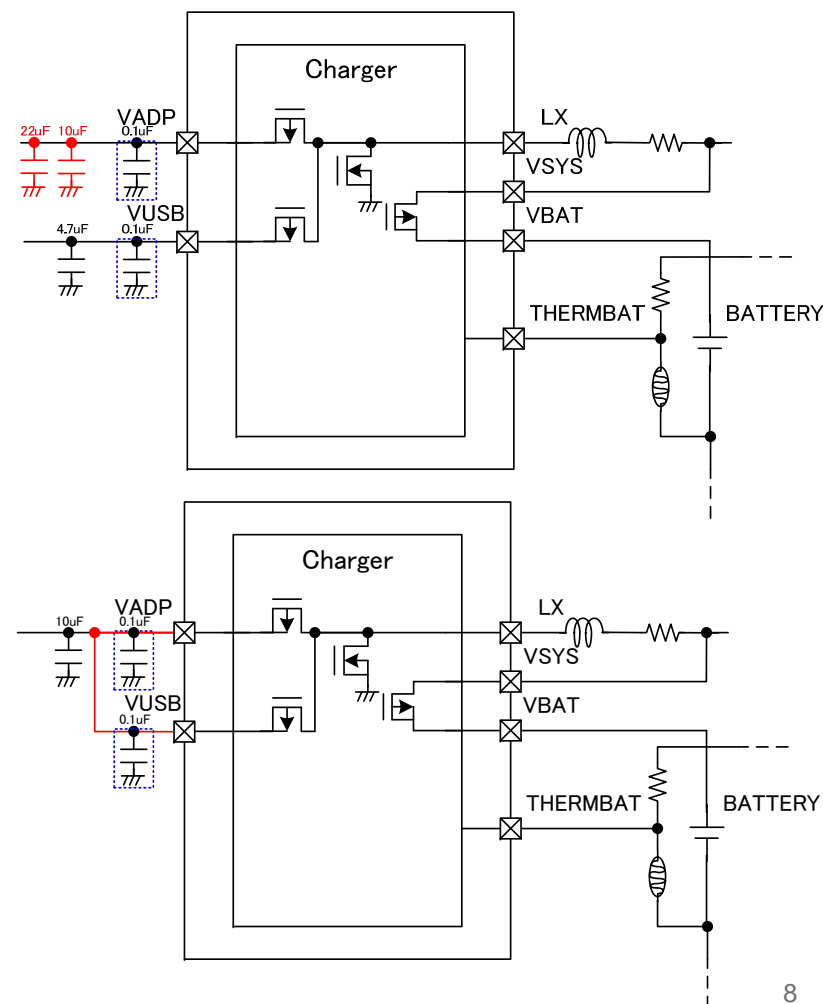 Charger
VADP
LX
22uF 10uF 0.1uF
VSYS
VUSB
VBAT
4.7uF 0.1uF
THERMBAT
BATTERY
Charger
VADP
LX
10uF 0.1uF
VSYS
VUSB
VBAT
0.1uF
THERMBAT
BATTERY
8